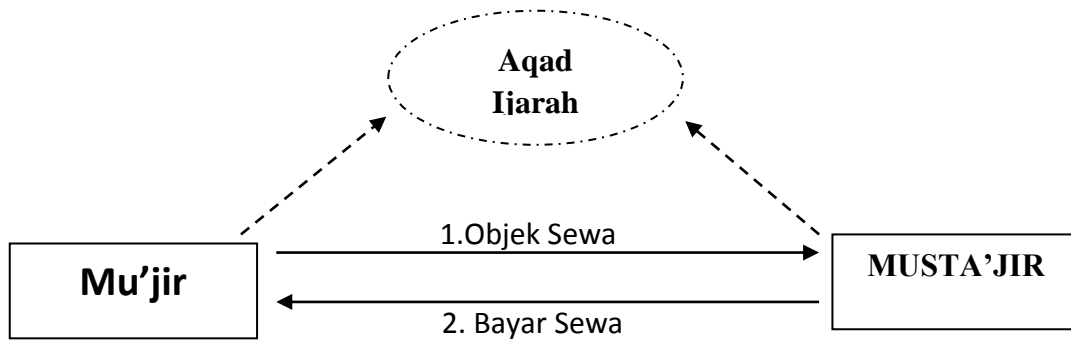 Aqad
Ijarah
1.Objek Sewa
Mu’jir
MUSTA’JIR
2. Bayar Sewa